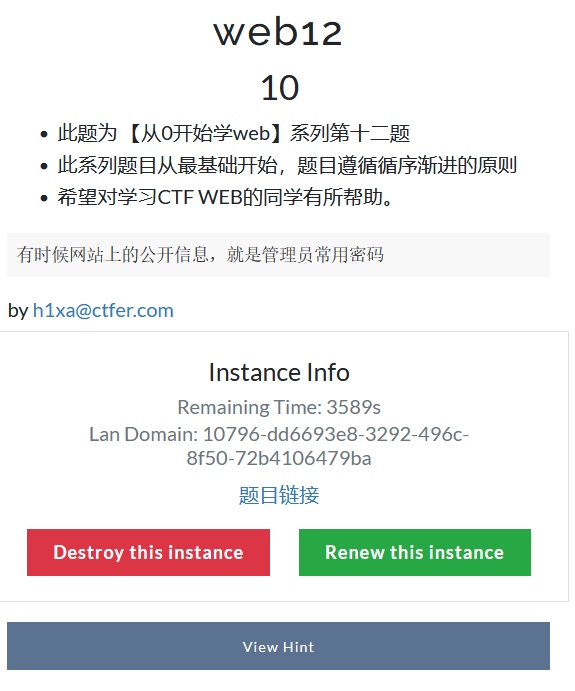 web12
10
此题为 【从0开始学web】系列第十二题
此系列题目从最基础开始，题目遵循循序渐进的原则
希望对学习CTF WEB的同学有所帮助。
有时候网站上的公开信息，就是管理员常用密码
by h1xa@ctfer.com
Instance Info
Remaining Time: 3589s
Lan Domain: 10796-dd6693e8-3292-496c-
8f50-72b4106479ba
题目链接
Destroy this instance
Renew this instance
View Hint